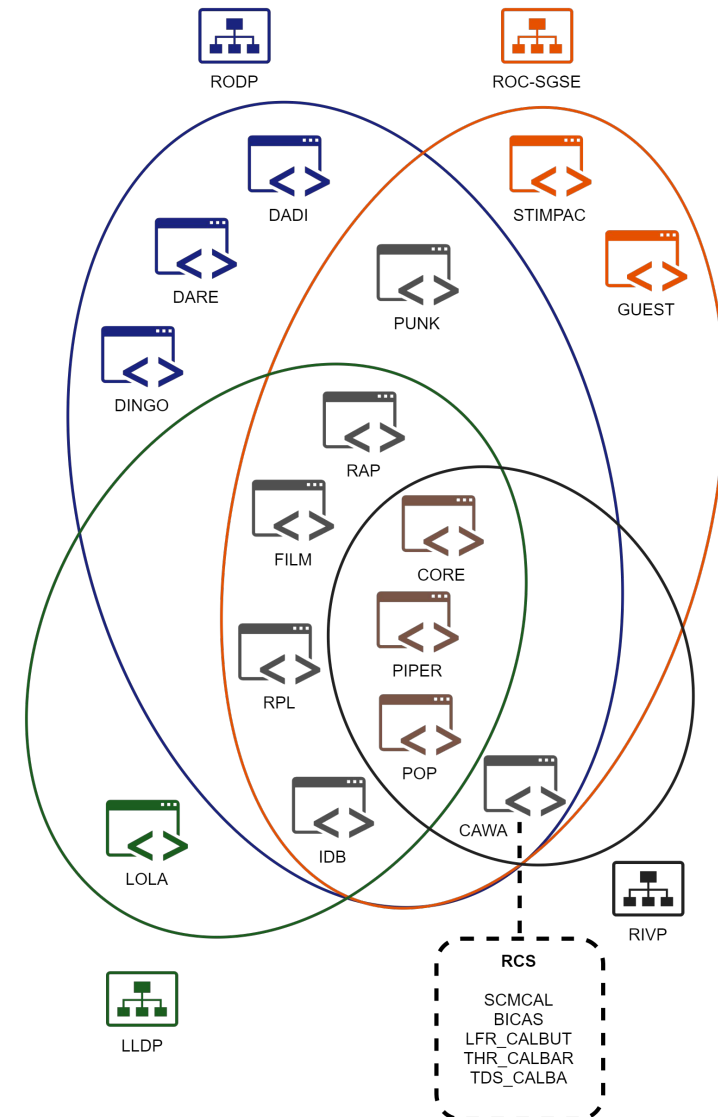 RODP
ROC-SGSE
DADI
STIMPAC
DARE
PUNK
GUEST
DINGO
RAP
FILM
CORE
PIPER
RPL
POP
CAWA
IDB
LOLA
RIVP
RCS
LLDP
SCMCAL
BICAS
LFR_CALBUT
THR_CALBAR
TDS_CALBA